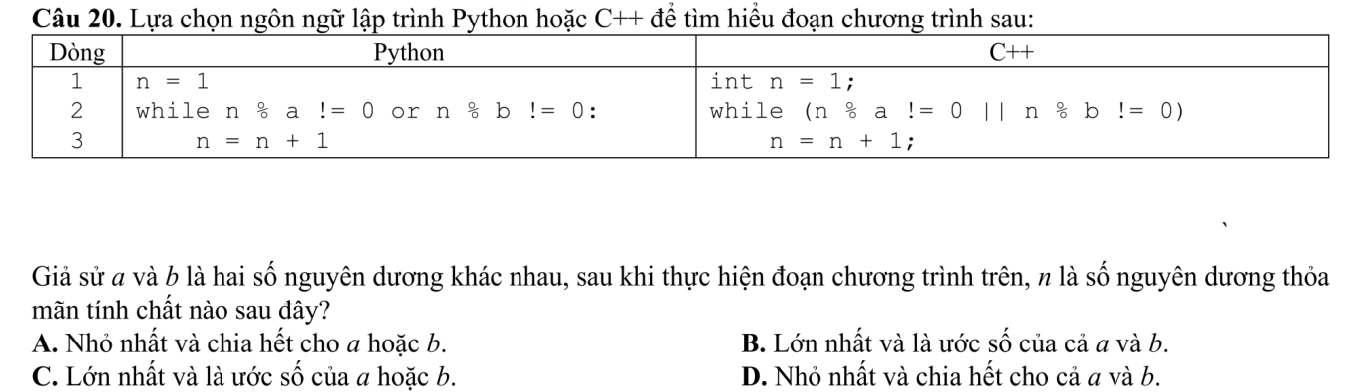 Câu 20. Lựa chọn ngôn ngữ lập trình Python hoặc C++ để tìm hiểu đoạn chương trình sau:
Dòng Python C++
1 n = 1 int n = 1;
2 while n % a != 0 or n % b != 0: while (n % a != 0 || n % b != 0)
3 n = n + 1 n = n + 1;
Giả sử a và b là hai số nguyên dương khác nhau, sau khi thực hiện đoạn chương trình trên, n là số nguyên dương thỏa
mãn tính chất nào sau đây?
A. Nhỏ nhất và chia hết cho a hoặc b. B. Lớn nhất và là ước số của cả a và b.
C. Lớn nhất và là ước số của a hoặc b. D. Nhỏ nhất và chia hết cho cả a và b.